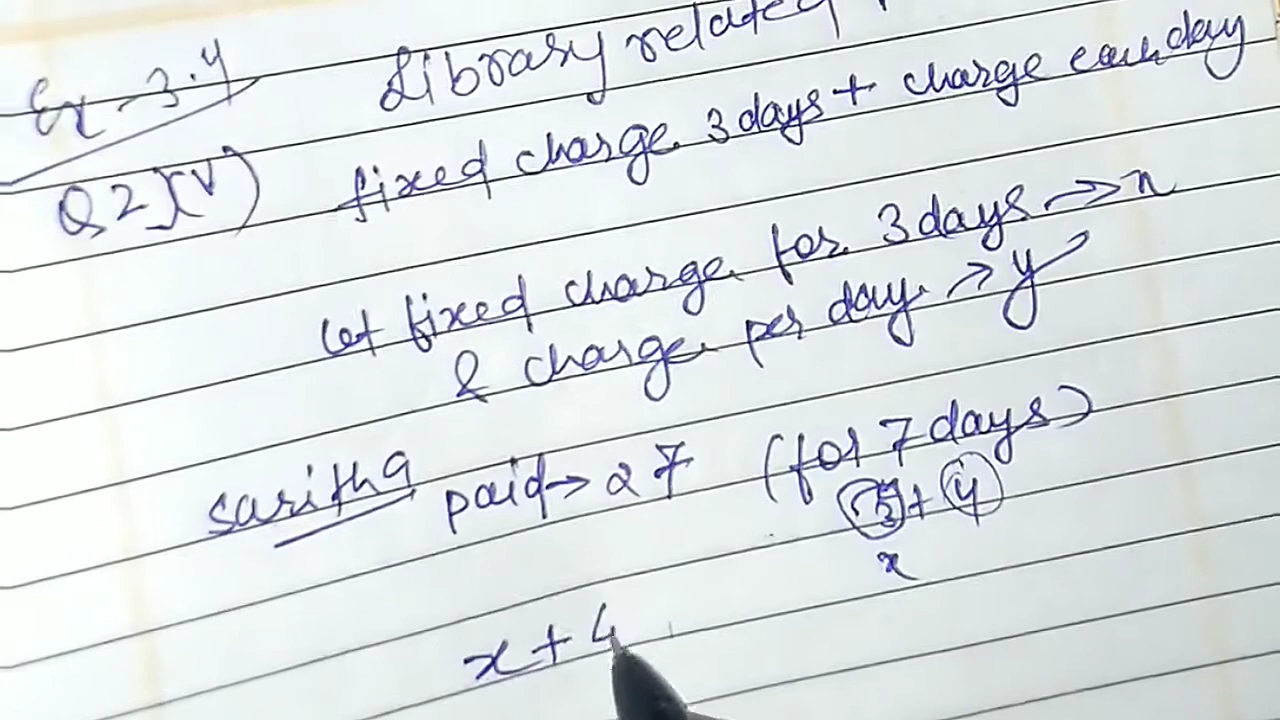 Ex - 3.4 Library related
Q2](V) fixed charge 3 days + charge each day
Let fixed charge for 3 days → x
& charge per day → y
Saritha paid → 27 (for 7 days)
3 + 4
x
x + 4